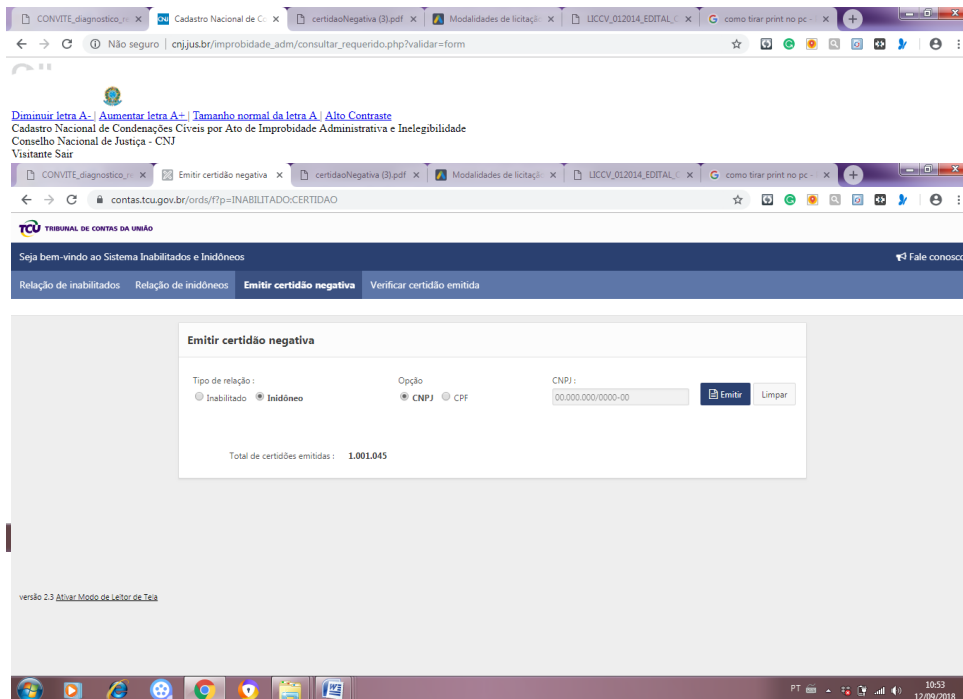 CONVITE_diagnostico_re Cadastro Nacional de Co certidaoNegativa (3).pdf Modalidades de licitaçã LICCV_012014_EDITAL_C como tirar print no pc -
Não seguro | cnj.jus.br/improbidade_adm/consultar_requerido.php?validar=form
Diminuir letra A- | Aumentar letra A+ | Tamanho normal da letra A | Alto Contraste
Cadastro Nacional de Condenações Cíveis por Ato de Improbidade Administrativa e Inelegibilidade
Conselho Nacional de Justiça - CNJ
Visitante Sair
CONVITE_diagnostico_re Emitir certidão negativa certidaoNegativa (3).pdf Modalidades de licitaçã LICCV_012014_EDITAL_C como tirar print no pc -
contas.tcu.gov.br/ords/f?p=INABILITADO:CERTIDAO
TCU TRIBUNAL DE CONTAS DA UNIÃO
Seja bem-vindo ao Sistema Inabilitados e Inidôneos Fale conosco
Relação de inabilitados Relação de inidôneos Emitir certidão negativa Verificar certidão emitida
Emitir certidão negativa
Tipo de relação : Opção CNPJ :
Inabilitado Inidôneo CNPJ CPF 00.000.000/0000-00 Emitir Limpar
Total de certidões emitidas : 1.001.045
versão 2.3 Ativar Modo de Leitor de Tela
PT 10:53
12/09/2018